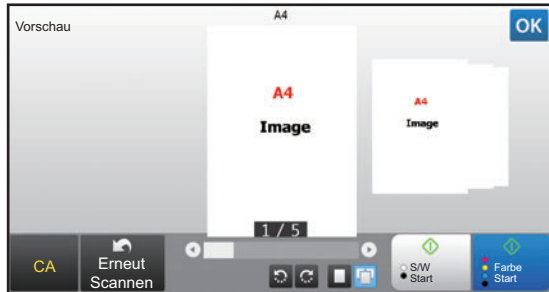 Vorschau
A4
OK
A4
Image
A4
Image
1 / 5
CA
Erneut
Scannen
S/W
Start
Farbe
Start